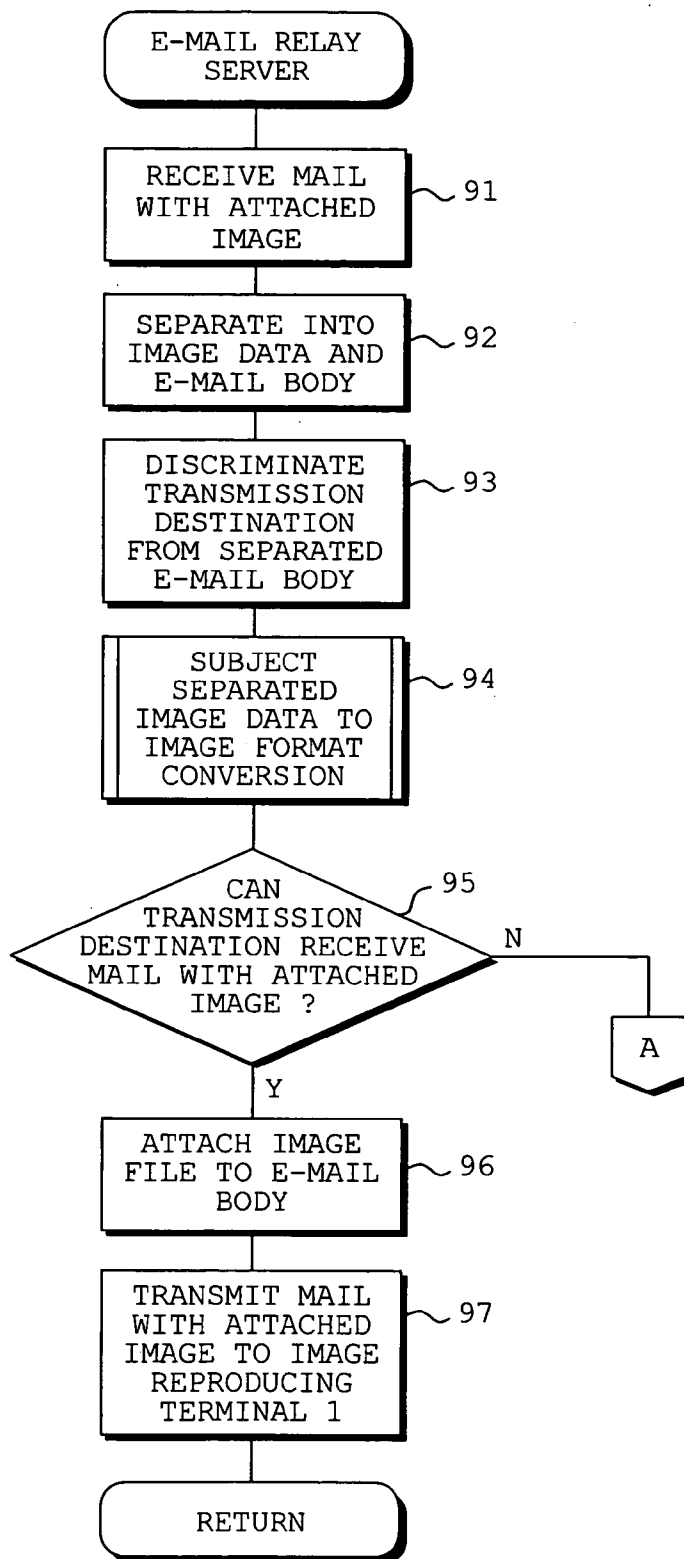 E-MAIL RELAY
SERVER
RECEIVE MAIL
WITH ATTACHED
IMAGE
91
SEPARATE INTO
IMAGE DATA AND
E-MAIL BODY
92
DISCRIMINATE
TRANSMISSION
DESTINATION
FROM SEPARATED
E-MAIL BODY
93
SUBJECT
SEPARATED
IMAGE DATA TO
IMAGE FORMAT
CONVERSION
94
CAN
TRANSMISSION
DESTINATION RECEIVE
MAIL WITH ATTACHED
IMAGE ?
95
N
A
Y
ATTACH IMAGE
FILE TO E-MAIL
BODY
96
TRANSMIT MAIL
WITH ATTACHED
IMAGE TO IMAGE
REPRODUCING
TERMINAL 1
97
RETURN